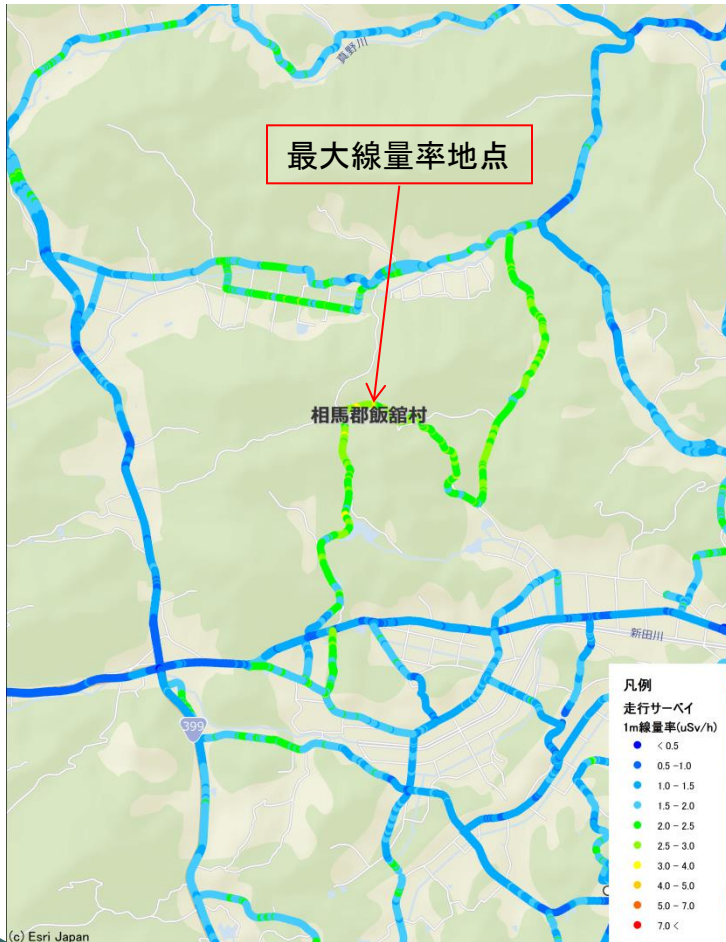 真野川
最大線量率地点
相馬郡飯舘村
新田川
399
凡例
走行サーベイ
1m線量率(uSv/h)
< 0.5
0.5 -1.0
1.0 - 1.5
1.5 - 2.0
2.0 - 2.5
2.5 - 3.0
3.0 - 4.0
4.0 - 5.0
5.0 - 7.0
7.0 <
(c) Esri Japan